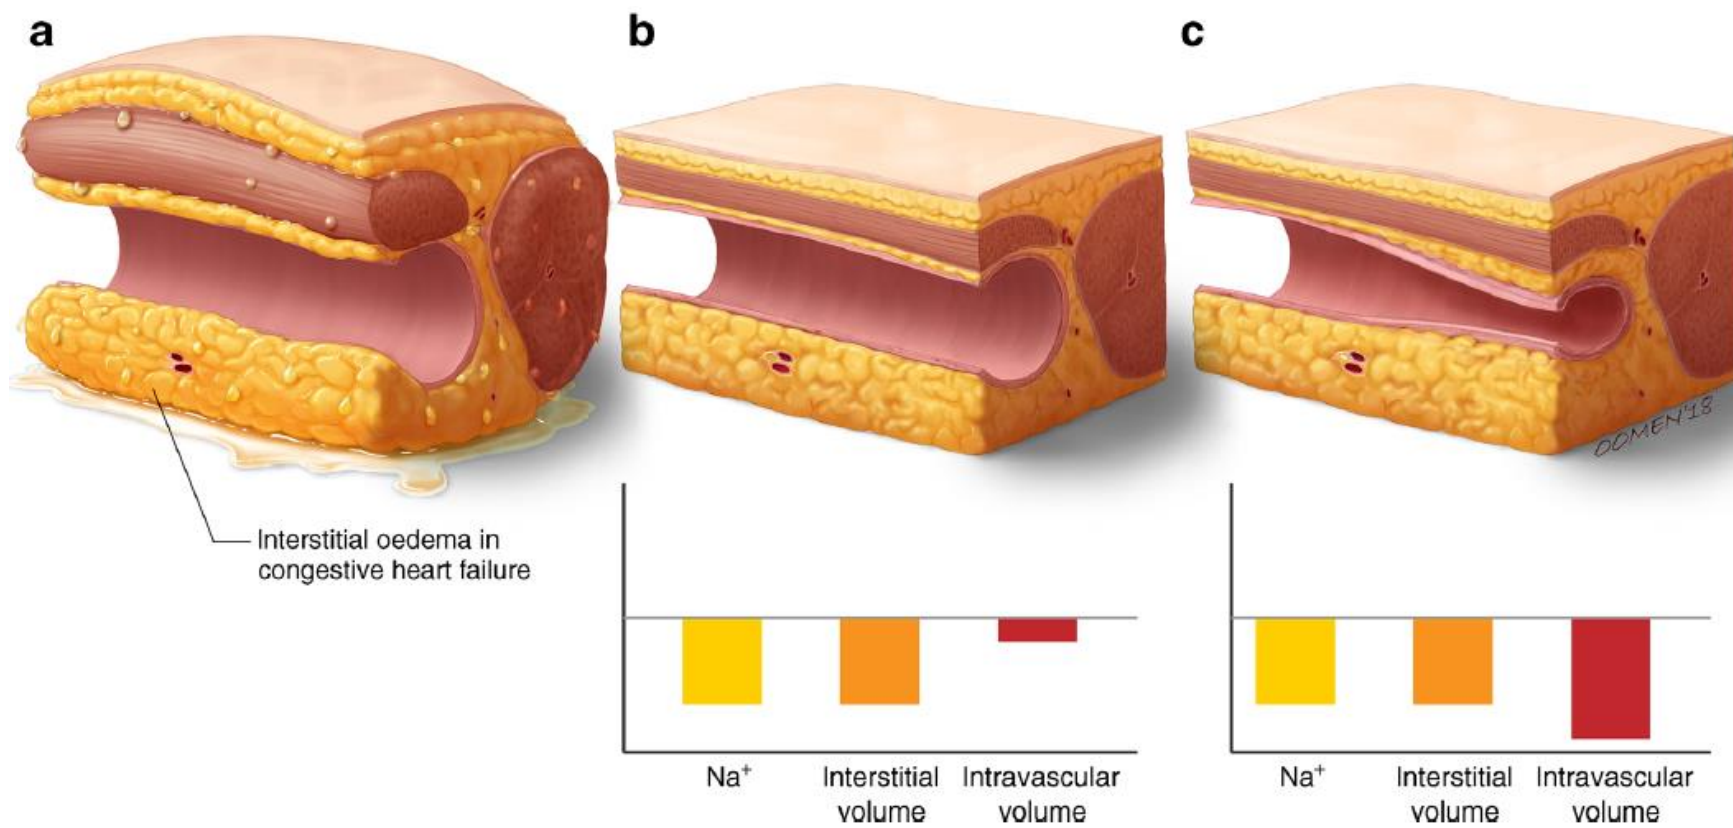 a
b
c
OOMEN'18
Interstitial oedema in
congestive heart failure
Na⁺
Interstitial
volume
Intravascular
volume
Na⁺
Interstitial
volume
Intravascular
volume